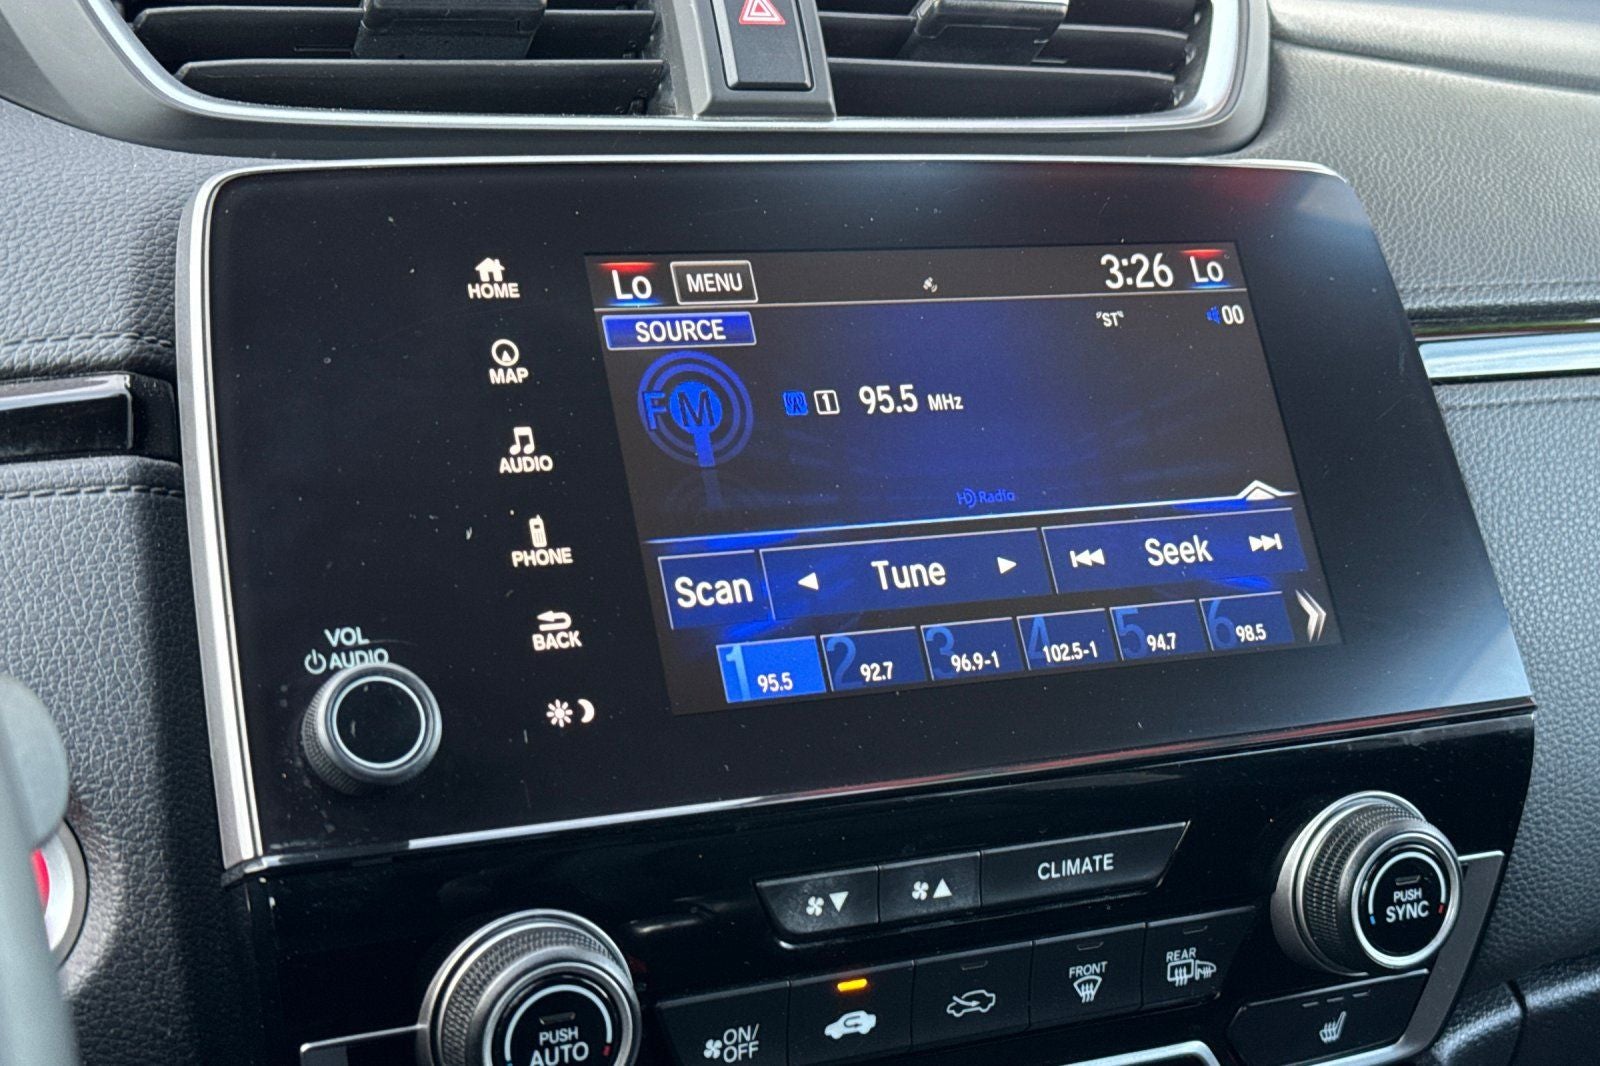 Lo MENU 3:26 Lo
SOURCE "ST" 00
FM 1 95.5 MHz
HD Radio
Scan Tune Seek
1 95.5 2 92.7 3 96.9-1 4 102.5-1 5 94.7 6 98.5
HOME
MAP
AUDIO
PHONE
BACK
VOL
AUDIO
CLIMATE
PUSH
AUTO
ON/
OFF
FRONT
REAR
PUSH
SYNC